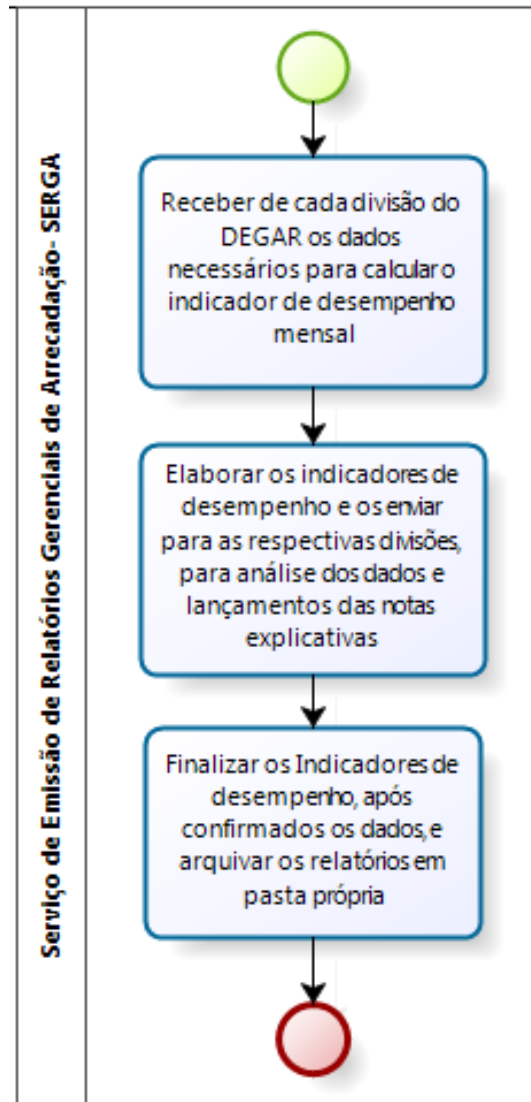 Serviço de Emissão de Relatórios Gerenciais de Arrecadação- SERGA
Receber de cada divisão do
DEGAR os dados
necessários para calcular o
indicador de desempenho
mensal
Elaborar os indicadores de
desempenho e os enviar
para as respectivas divisões,
para análise dos dados e
lançamentos das notas
explicativas
Finalizar os Indicadores de
desempenho, após
confirmados os dados, e
arquivar os relatórios em
pasta própria